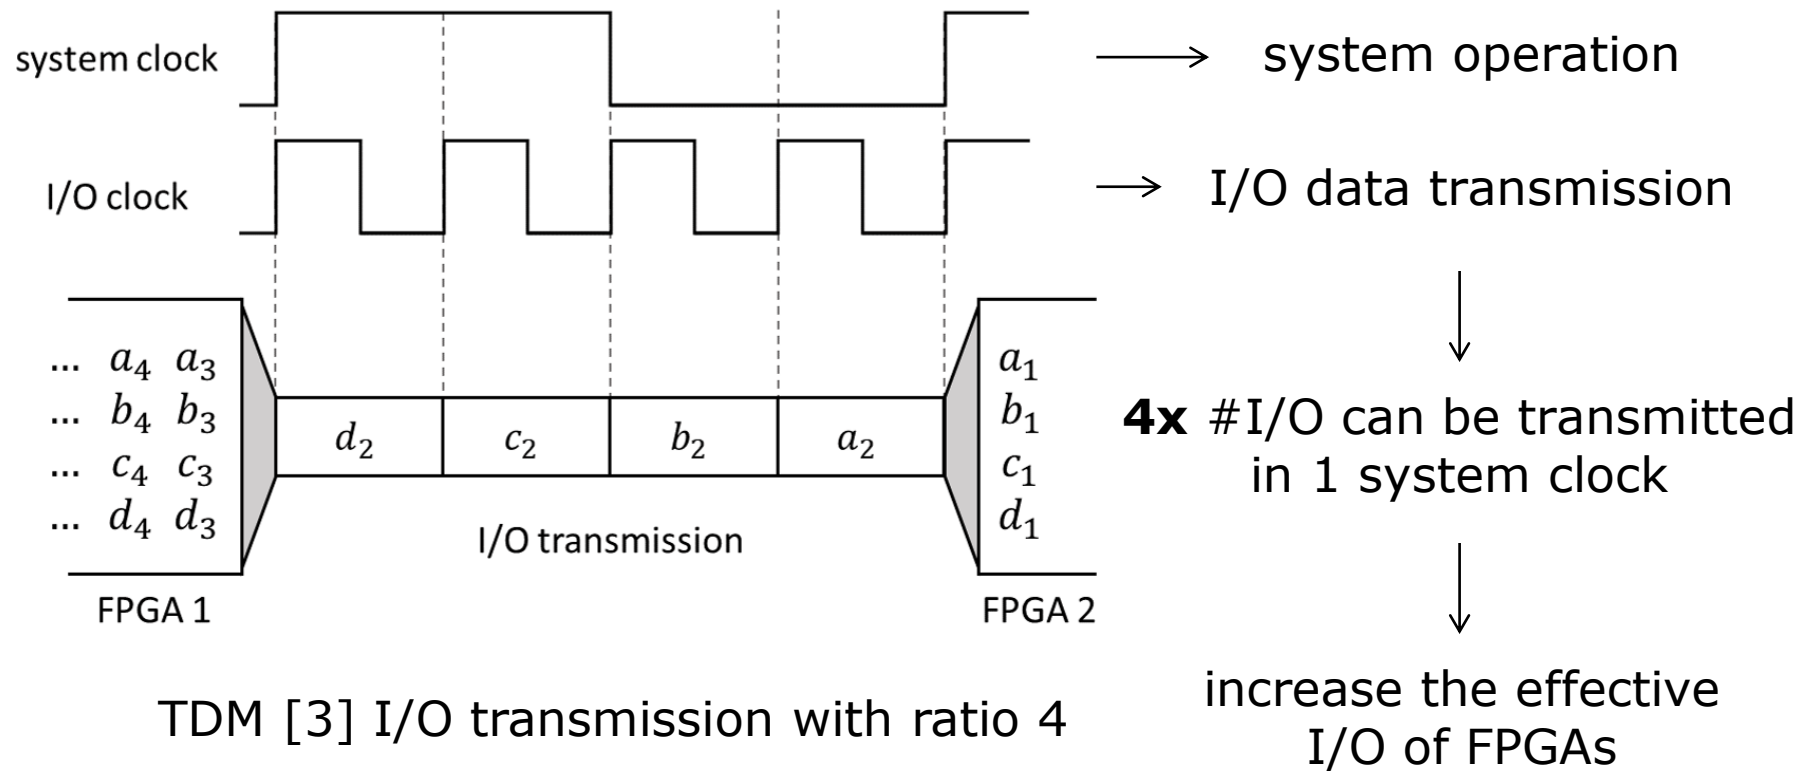 system clock
system operation
I/O clock
I/O data transmission
... a₄ a₃
... b₄ b₃
... c₄ c₃
... d₄ d₃
d₂ c₂ b₂ a₂
a₁
b₁
c₁
d₁
I/O transmission
FPGA 1
FPGA 2
4x #I/O can be transmitted
in 1 system clock
increase the effective
I/O of FPGAs
TDM [3] I/O transmission with ratio 4